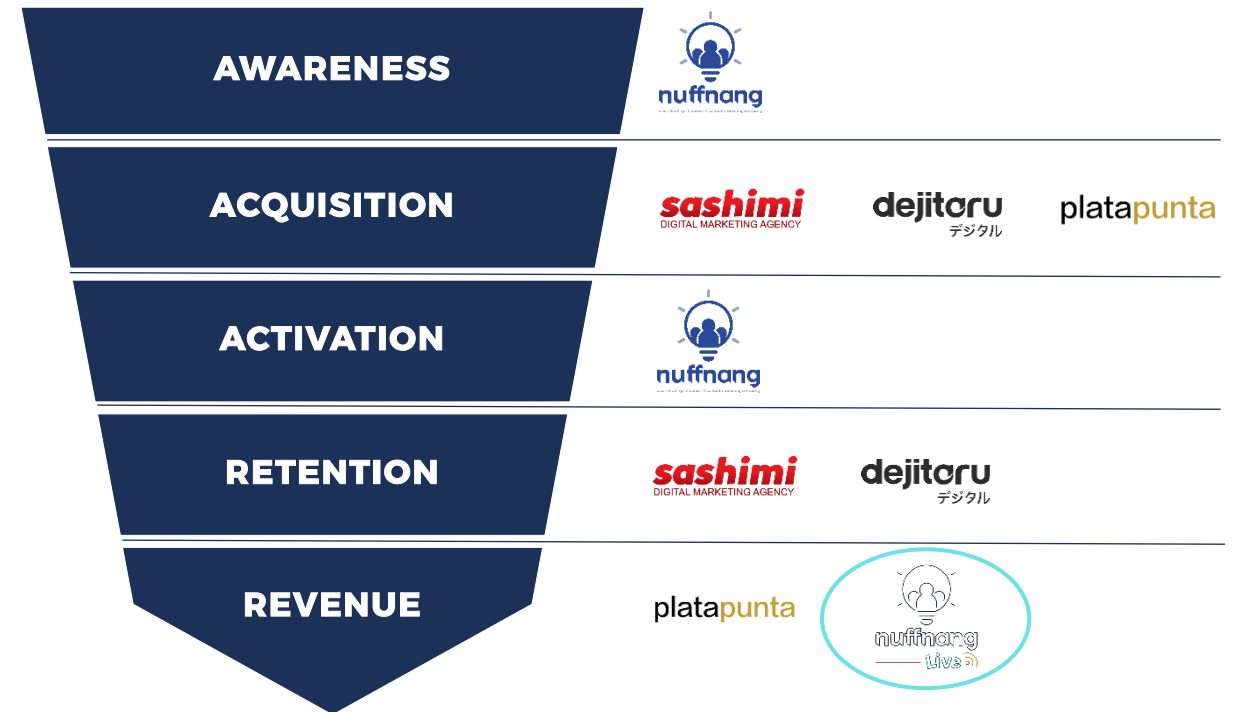 AWARENESS
nuffnang
ACQUISITION
sashimi
DIGITAL MARKETING AGENCY
dejitaru
デジタル
platapunta
ACTIVATION
nuffnang
RETENTION
sashimi
DIGITAL MARKETING AGENCY
dejitaru
デジタル
REVENUE
platapunta
nuffnang
Live